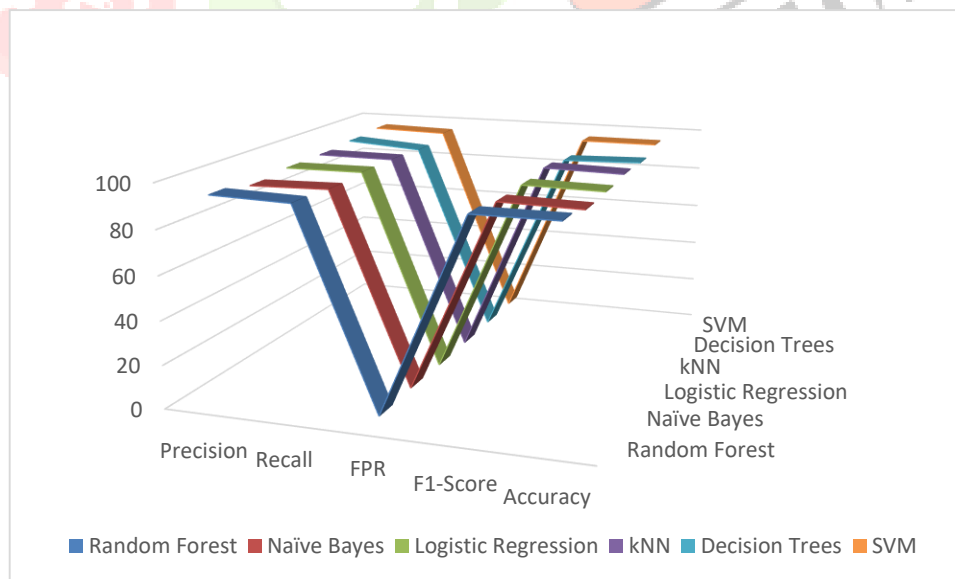 100
80
60
40
20
0
Precision
Recall
FPR
F1-Score
Accuracy
SVM
Decision Trees
kNN
Logistic Regression
Naïve Bayes
Random Forest
Random Forest Naïve Bayes Logistic Regression kNN Decision Trees SVM